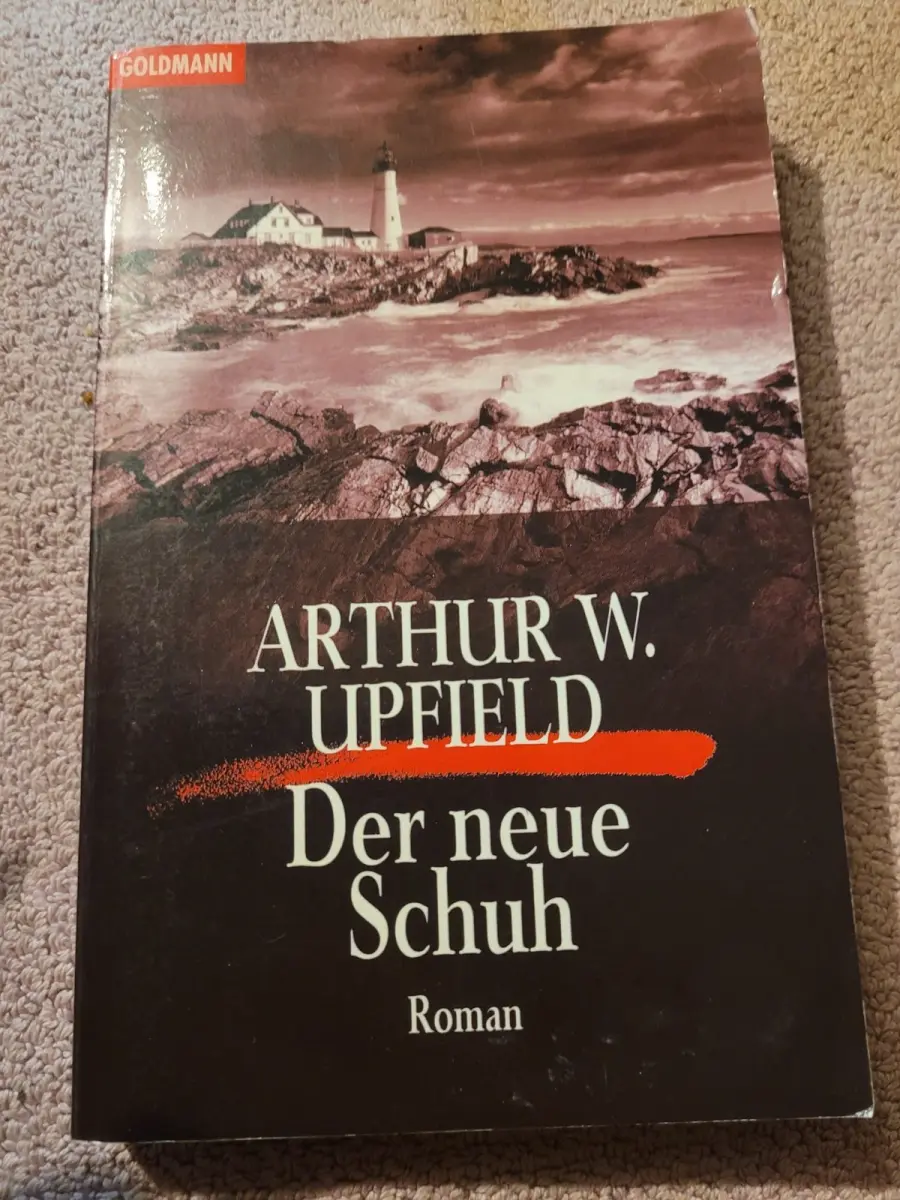 GOLDMANN
ARTHUR W.
UPFIELD
Der neue
Schuh
Roman